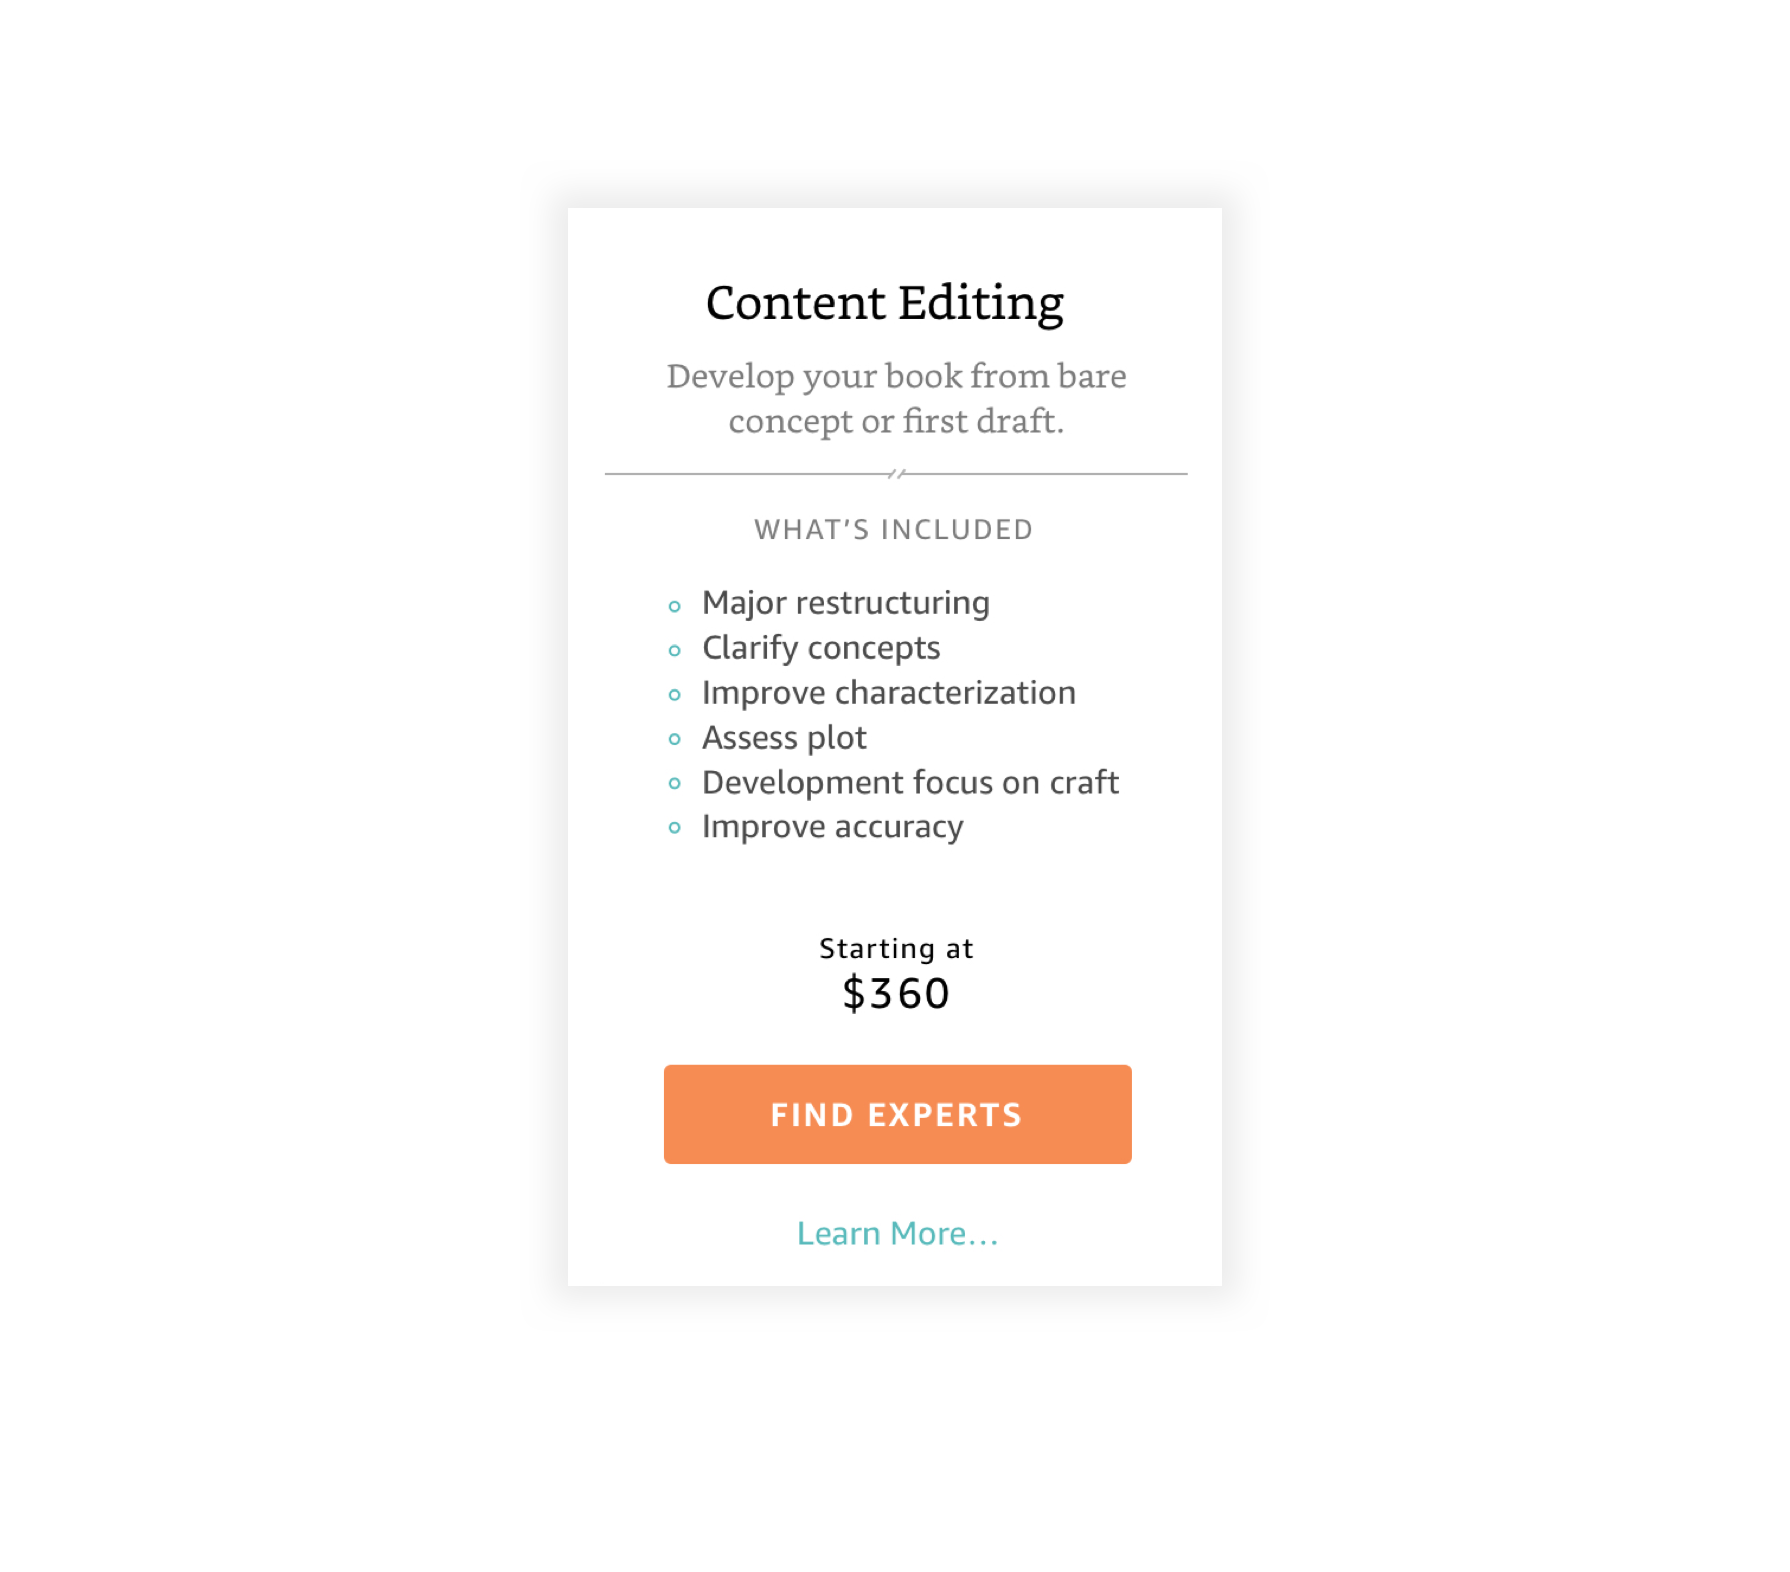 Content Editing
Develop your book from bare
concept or first draft.
WHAT'S INCLUDED
Major restructuring
Clarify concepts
Improve characterization
Assess plot
Development focus on craft
Improve accuracy
Starting at
$360
FIND EXPERTS
Learn More...